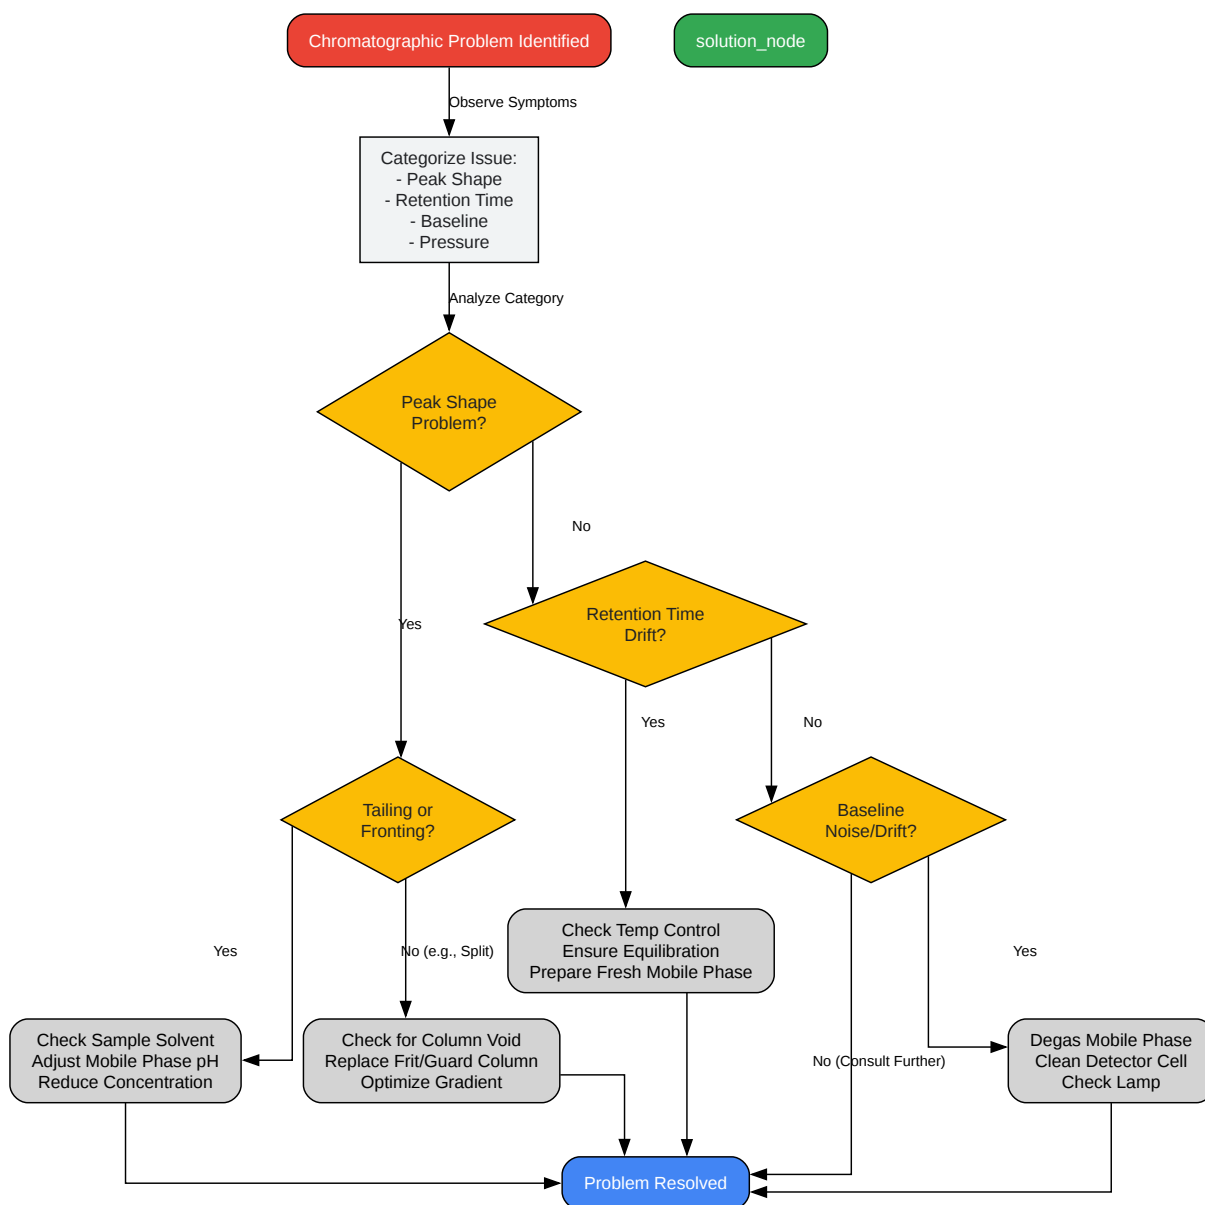 Chromatographic Problem Identified
solution_node
Observe Symptoms
Categorize Issue:
- Peak Shape
- Retention Time
- Baseline
- Pressure
Analyze Category
Peak Shape
Problem?
No
Retention Time
Drift?
Yes
Yes
No
Tailing or
Fronting?
Baseline
Noise/Drift?
Check Temp Control
Ensure Equilibration
Prepare Fresh Mobile Phase
Yes
No (e.g., Split)
Yes
Check Sample Solvent
Adjust Mobile Phase pH
Reduce Concentration
Check for Column Void
Replace Frit/Guard Column
Optimize Gradient
No (Consult Further)
Degas Mobile Phase
Clean Detector Cell
Check Lamp
Problem Resolved